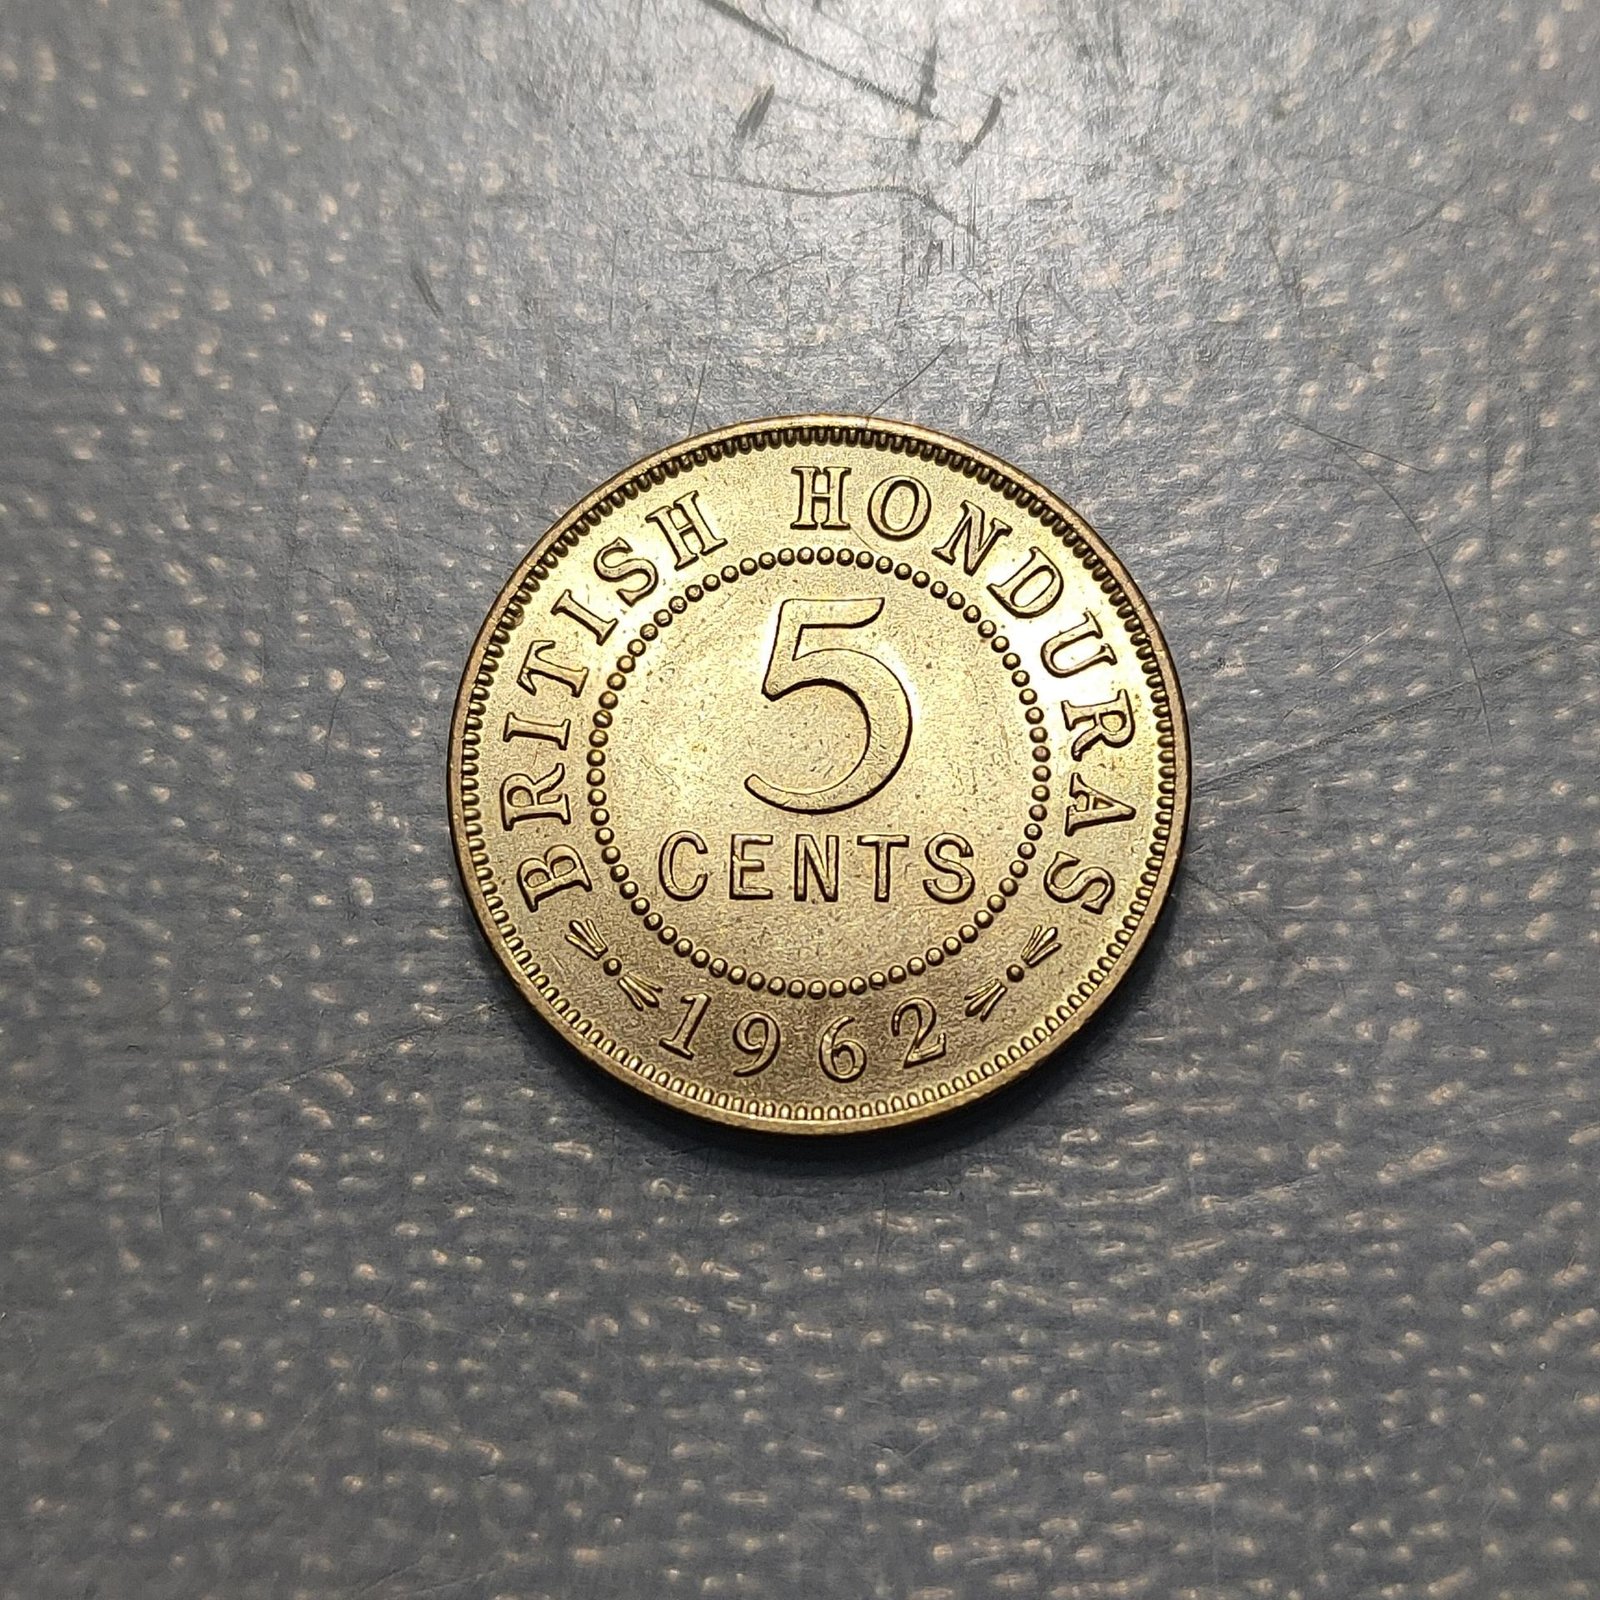 BRITISH HONDURAS
5
CENTS
1962